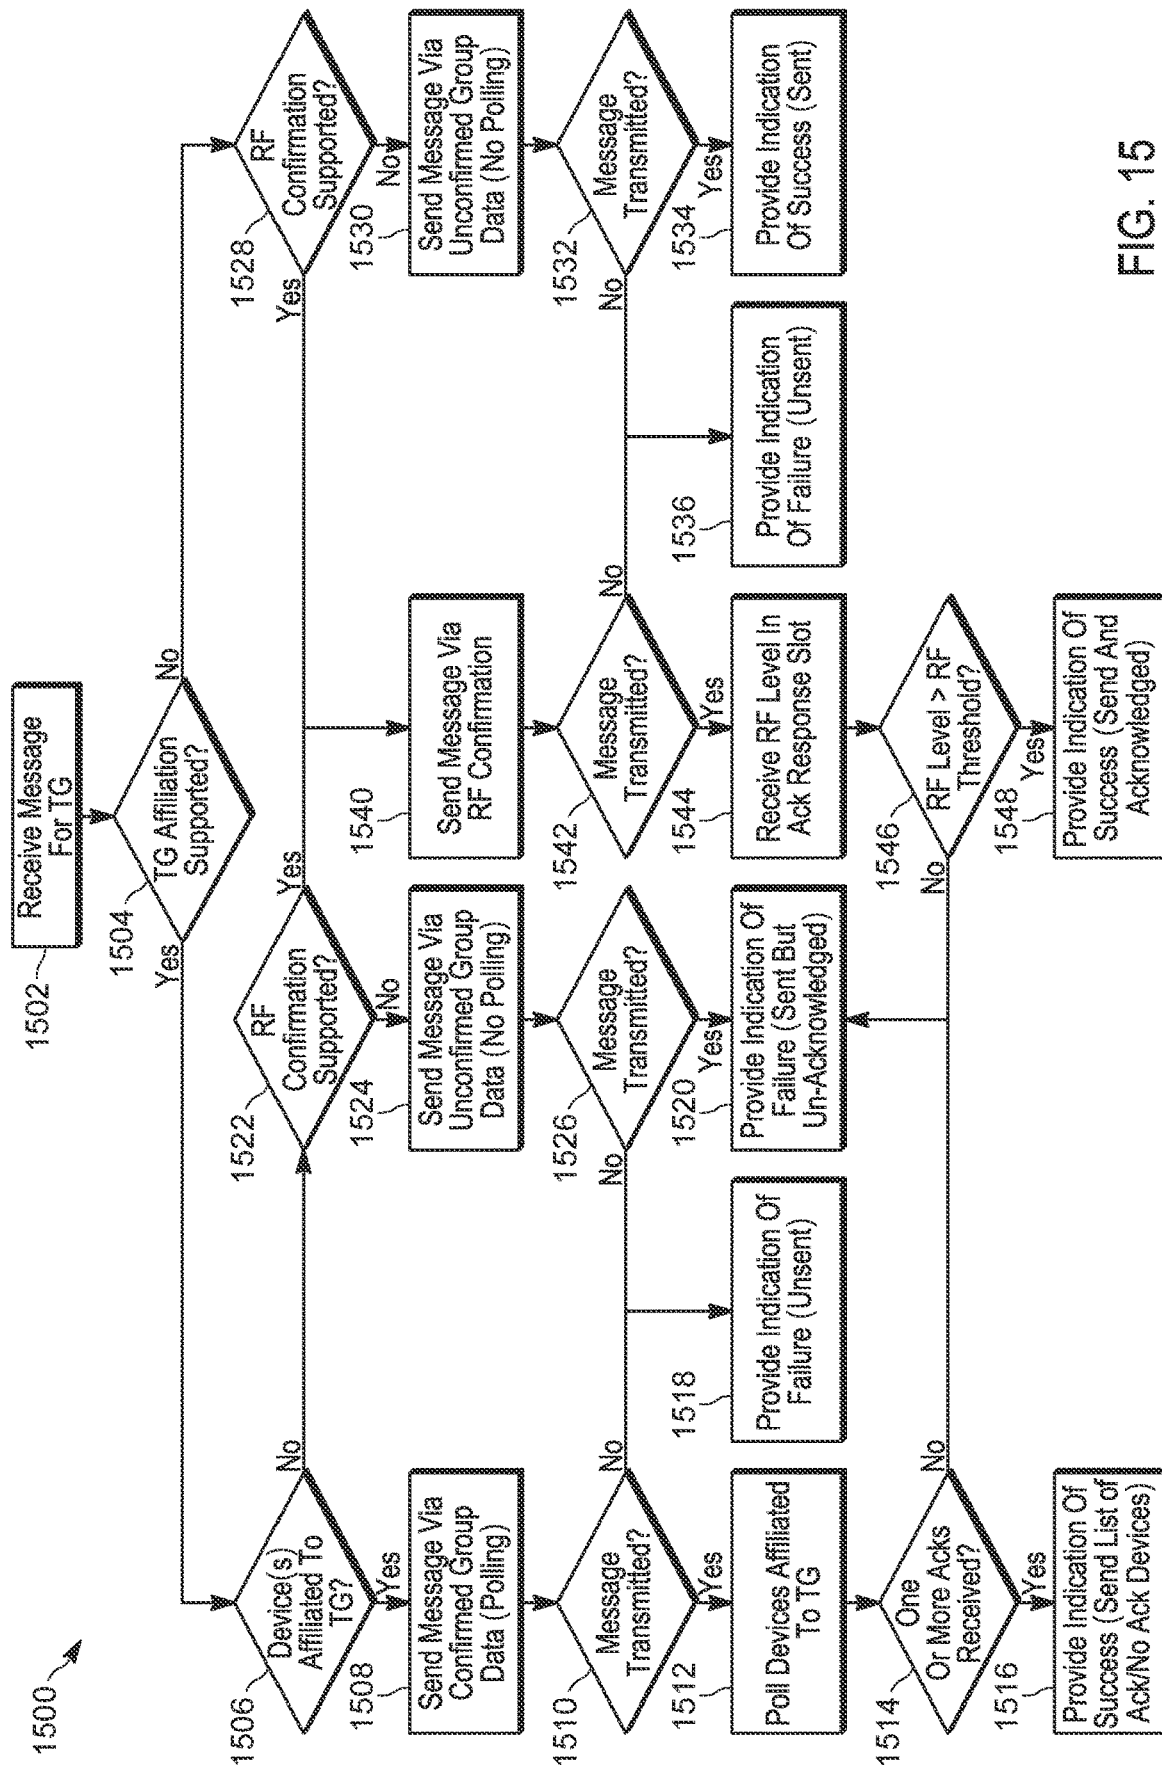 1500
1502
Receive Message
For TG
1504
TG Affiliation
Supported?
Yes
No
1506
Device(s)
Affiliated To
TG?
No
Yes
1522
RF
Confirmation
Supported?
Yes
No
1528
RF
Confirmation
Supported?
Yes
No
1508
Send Message Via
Confirmed Group
Data (Polling)
1524
Send Message Via
Unconfirmed Group
Data (No Polling)
1540
Send Message Via
RF Confirmation
1530
Send Message Via
Unconfirmed Group
Data (No Polling)
1510
Message
Transmitted?
No
Yes
1526
Message
Transmitted?
No
Yes
1542
Message
Transmitted?
No
Yes
1532
Message
Transmitted?
No
Yes
1512
Poll Devices Affiliated
To TG
1518
Provide Indication Of
Failure (Unsent)
1520
Provide Indication Of
Failure (Sent But
Un-Acknowledged)
1544
Receive RF Level In
Ack Response Slot
1536
Provide Indication
Of Failure (Unsent)
1534
Provide Indication
Of Success (Sent)
1514
One
Or More Acks
Received?
No
Yes
1546
RF Level > RF
Threshold?
No
Yes
1516
Provide Indication Of
Success (Send List of
Ack/No Ack Devices)
1548
Provide Indication Of
Success (Send And
Acknowledged)
FIG. 15